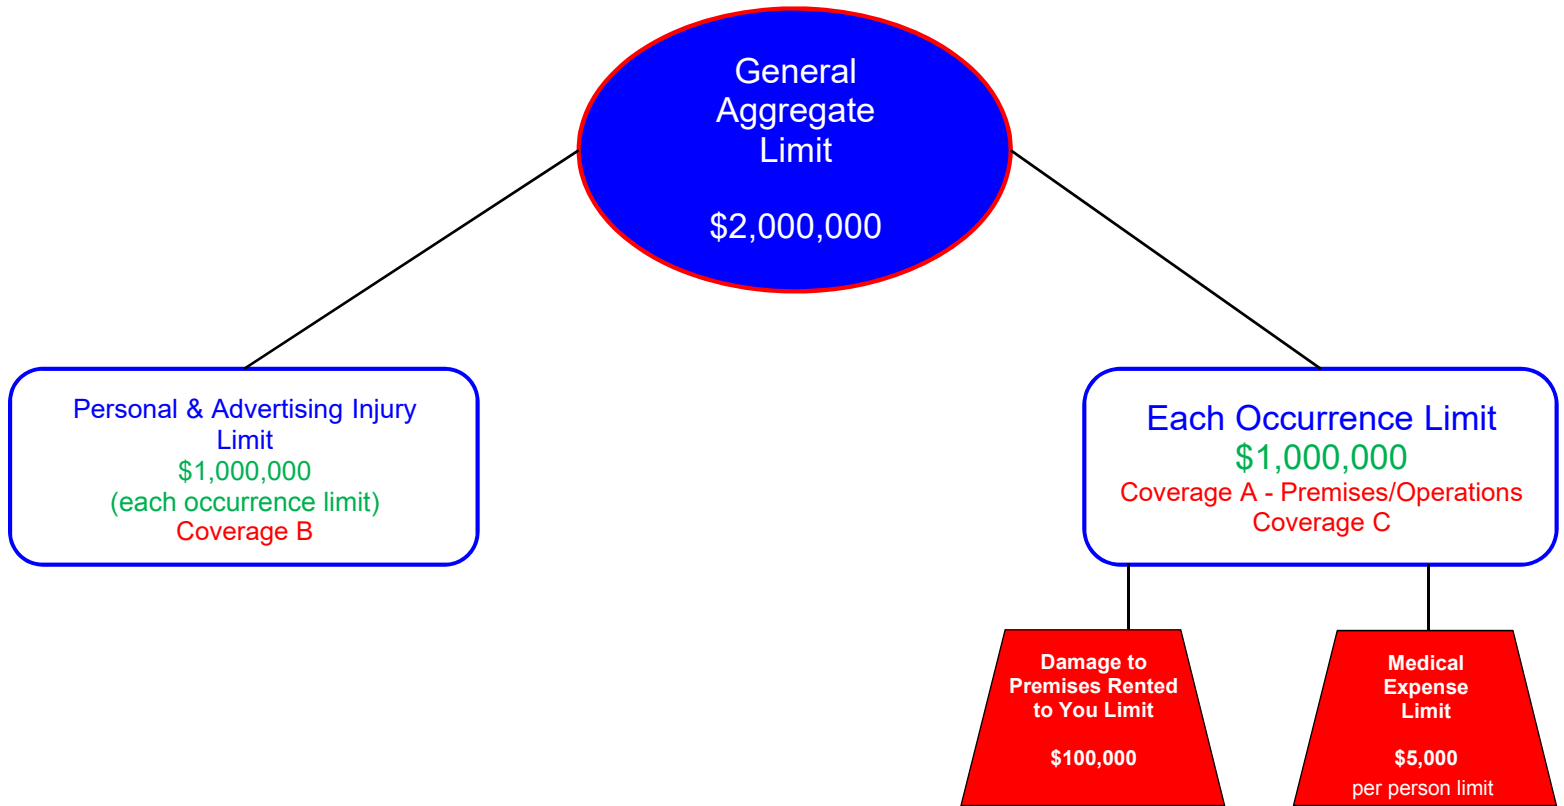 General
Aggregate
Limit
$2,000,000
Personal & Advertising Injury
Limit
$1,000,000
(each occurrence limit)
Coverage B
Each Occurrence Limit
$1,000,000
Coverage A - Premises/Operations
Coverage C
Damage to
Premises Rented
to You Limit
$100,000
Medical
Expense
Limit
$5,000
per person limit